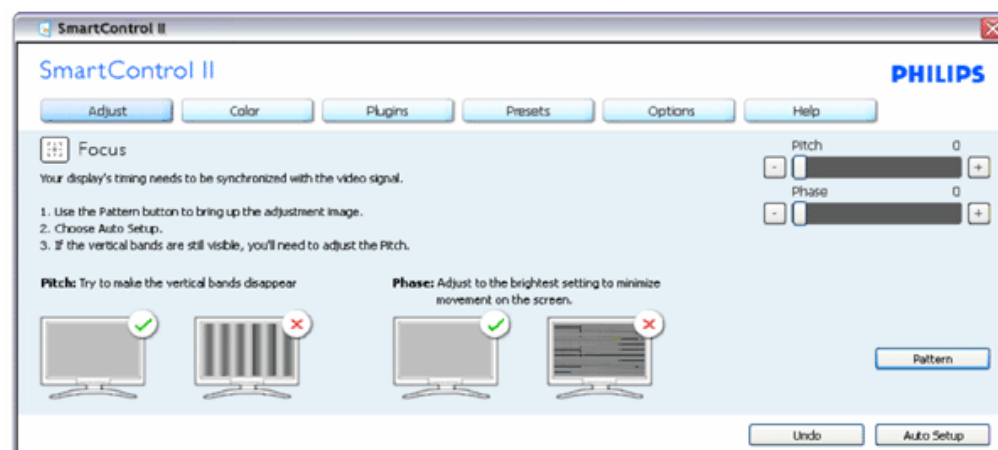 SmartControl II
SmartControl II
PHILIPS
Adjust
Color
Plugins
Presets
Options
Help
Focus
Your display's timing needs to be synchronized with the video signal.
1. Use the Pattern button to bring up the adjustment image.
2. Choose Auto Setup.
3. If the vertical bands are still visible, you'll need to adjust the Pitch.
Pitch 0
- +
Phase 0
- +
Pitch: Try to make the vertical bands disappear
Phase: Adjust to the brightest setting to minimize
movement on the screen.
Pattern
Undo
Auto Setup